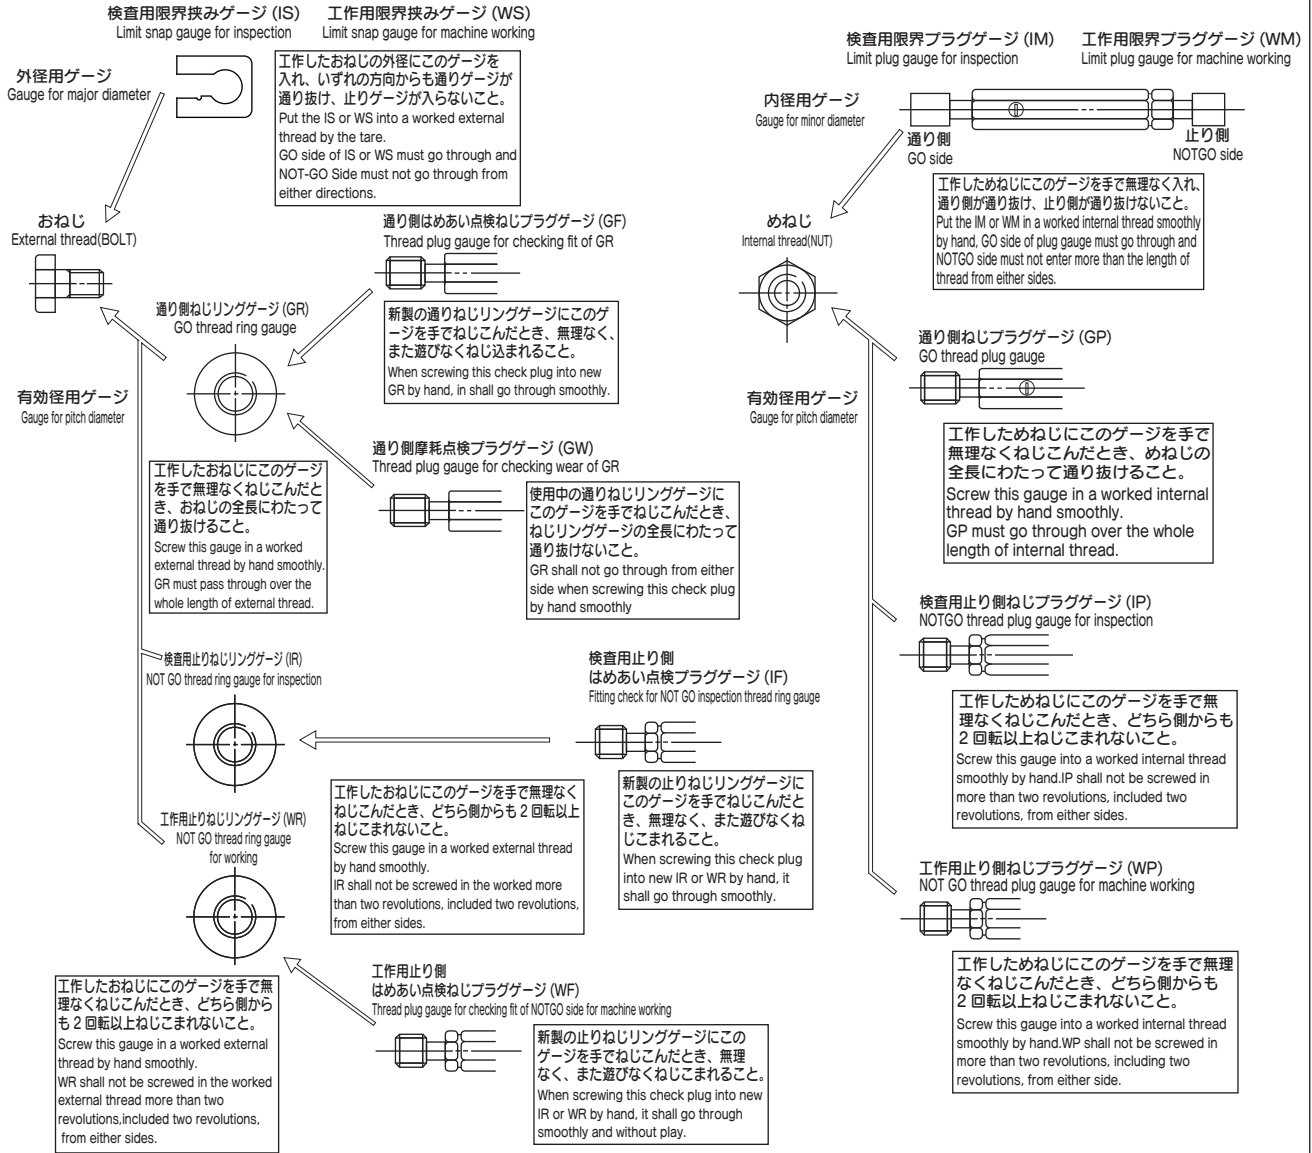 検査用限界挟みゲージ (IS)
Limit snap gauge for inspection
工作用限界挟みゲージ (WS)
Limit snap gauge for machine working
外径用ゲージ
Gauge for major diameter
工作したおねじの外径にこのゲージを
入れ、いずれの方向からも通りゲージが
通り抜け、止りゲージが入らないこと。
Put the IS or WS into a worked external
thread by the tare.
GO side of IS or WS must go through and
NOT-GO Side must not go through from
either directions.
おねじ
External thread(BOLT)
通り側はめあい点検ねじプラグゲージ (GF)
Thread plug gauge for checking fit of GR
新製の通りねじリングゲージにこのゲ
ージを手でねじこんだとき、無理なく、
また遊びなくねじ込まれること。
When screwing this check plug into new
GR by hand, in shall go through smoothly.
通り側ねじリングゲージ (GR)
GO thread ring gauge
有効径用ゲージ
Gauge for pitch diameter
工作したおねじにこのゲージ
を手で無理なくねじこんだと
き、おねじの全長にわたって
通り抜けること。
Screw this gauge in a worked
external thread by hand smoothly.
GR must pass through over the
whole length of external thread.
通り側摩耗点検プラグゲージ (GW)
Thread plug gauge for checking wear of GR
使用中の通りねじリングゲージに
このゲージを手でねじこんだとき、
ねじリングゲージの全長にわたって
通り抜けないこと。
GR shall not go through from either
side when screwing this check plug
by hand smoothly
検査用止りねじリングゲージ (IR)
NOT GO thread ring gauge for inspection
検査用止り側
はめあい点検プラグゲージ (IF)
Fitting check for NOT GO inspection thread ring gauge
工作したおねじにこのゲージを手で無理なく
ねじこんだとき、どちら側からも 2 回転以上
ねじこまれないこと。
Screw this gauge in a worked external thread
by hand smoothly.
IR shall not be screwed in the worked more
than two revolutions, included two revolutions,
from either sides.
新製の止りねじリングゲージに
このゲージを手でねじこんだと
き、無理なく、また遊びなくね
じこまれること。
When screwing this check plug
into new IR or WR by hand, it
shall go through smoothly.
工作用止りねじリングゲージ (WR)
NOT GO thread ring gauge
for working
工作したおねじにこのゲージを手で無
理なくねじこんだとき、どちら側から
も 2 回転以上ねじこまれないこと。
Screw this gauge in a worked external
thread by hand smoothly.
WR shall not be screwed in the worked
external thread more than two
revolutions,included two revolutions,
from either sides.
工作用止り側
はめあい点検ねじプラグゲージ (WF)
Thread plug gauge for checking fit of NOTGO side for machine working
新製の止りねじリングゲージにこの
ゲージを手でねじこんだとき、無理
なく、また遊びなくねじこまれること。
When screwing this check plug into new
IR or WR by hand, it shall go through
smoothly and without play.
検査用限界プラグゲージ (IM)
Limit plug gauge for inspection
工作用限界プラグゲージ (WM)
Limit plug gauge for machine working
内径用ゲージ
Gauge for minor diameter
通り側
GO side
止り側
NOTGO side
工作しためねじにこのゲージを手で無理なく入れ、
通り側が通り抜け、止り側が通り抜けないこと。
Put the IM or WM in a worked internal thread smoothly
by hand, GO side of plug gauge must go through and
NOTGO side must not enter more than the length of
thread from either sides.
めねじ
Internal thread(NUT)
通り側ねじプラグゲージ (GP)
GO thread plug gauge
有効径用ゲージ
Gauge for pitch diameter
工作しためねじにこのゲージを手で
無理なくねじこんだとき、めねじの
全長にわたって通り抜けること。
Screw this gauge in a worked internal
thread by hand smoothly.
GP must go through over the whole
length of internal thread.
検査用止り側ねじプラグゲージ (IP)
NOTGO thread plug gauge for inspection
工作しためねじにこのゲージを手で無
理なくねじこんだとき、どちら側からも
2 回転以上ねじこまれないこと。
Screw this gauge into a worked internal thread
smoothly by hand.IP shall not be screwed in
more than two revolutions, included two
revolutions, from either sides.
工作用止り側ねじプラグゲージ (WP)
NOT GO thread plug gauge for machine working
工作しためねじにこのゲージを手で無理
なくねじこんだとき、どちら側からも
2 回転以上ねじこまれないこと。
Screw this gauge into a worked internal thread
smoothly by hand.WP shall not be screwed in
more than two revolutions, including two
revolutions, from either side.